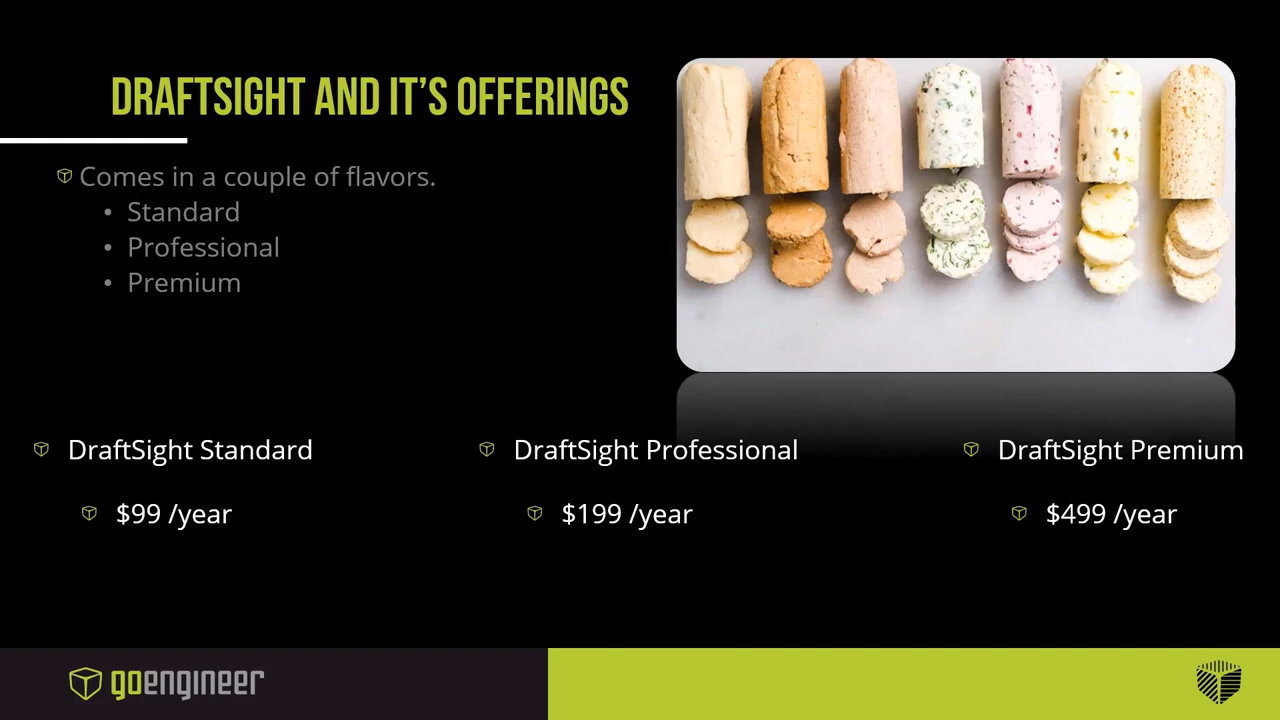 DRAFTSIGHT AND IT’S OFFERINGS
Comes in a couple of flavors.
• Standard
• Professional
• Premium
DraftSight Standard
$99 /year
DraftSight Professional
$199 /year
DraftSight Premium
$499 /year
goengineer